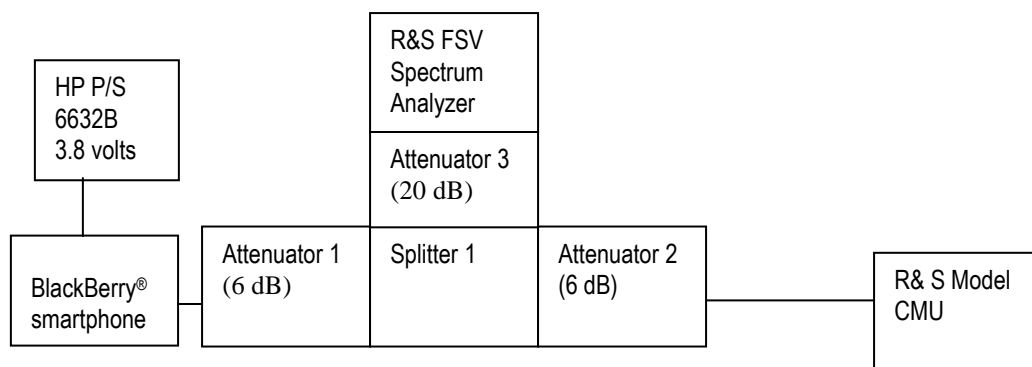 R&S FSV
Spectrum
Analyzer
HP P/S
6632B
3.8 volts
Attenuator 3
(20 dB)
BlackBerry®
smartphone
Attenuator 1
(6 dB)
Splitter 1
Attenuator 2
(6 dB)
R& S Model
CMU